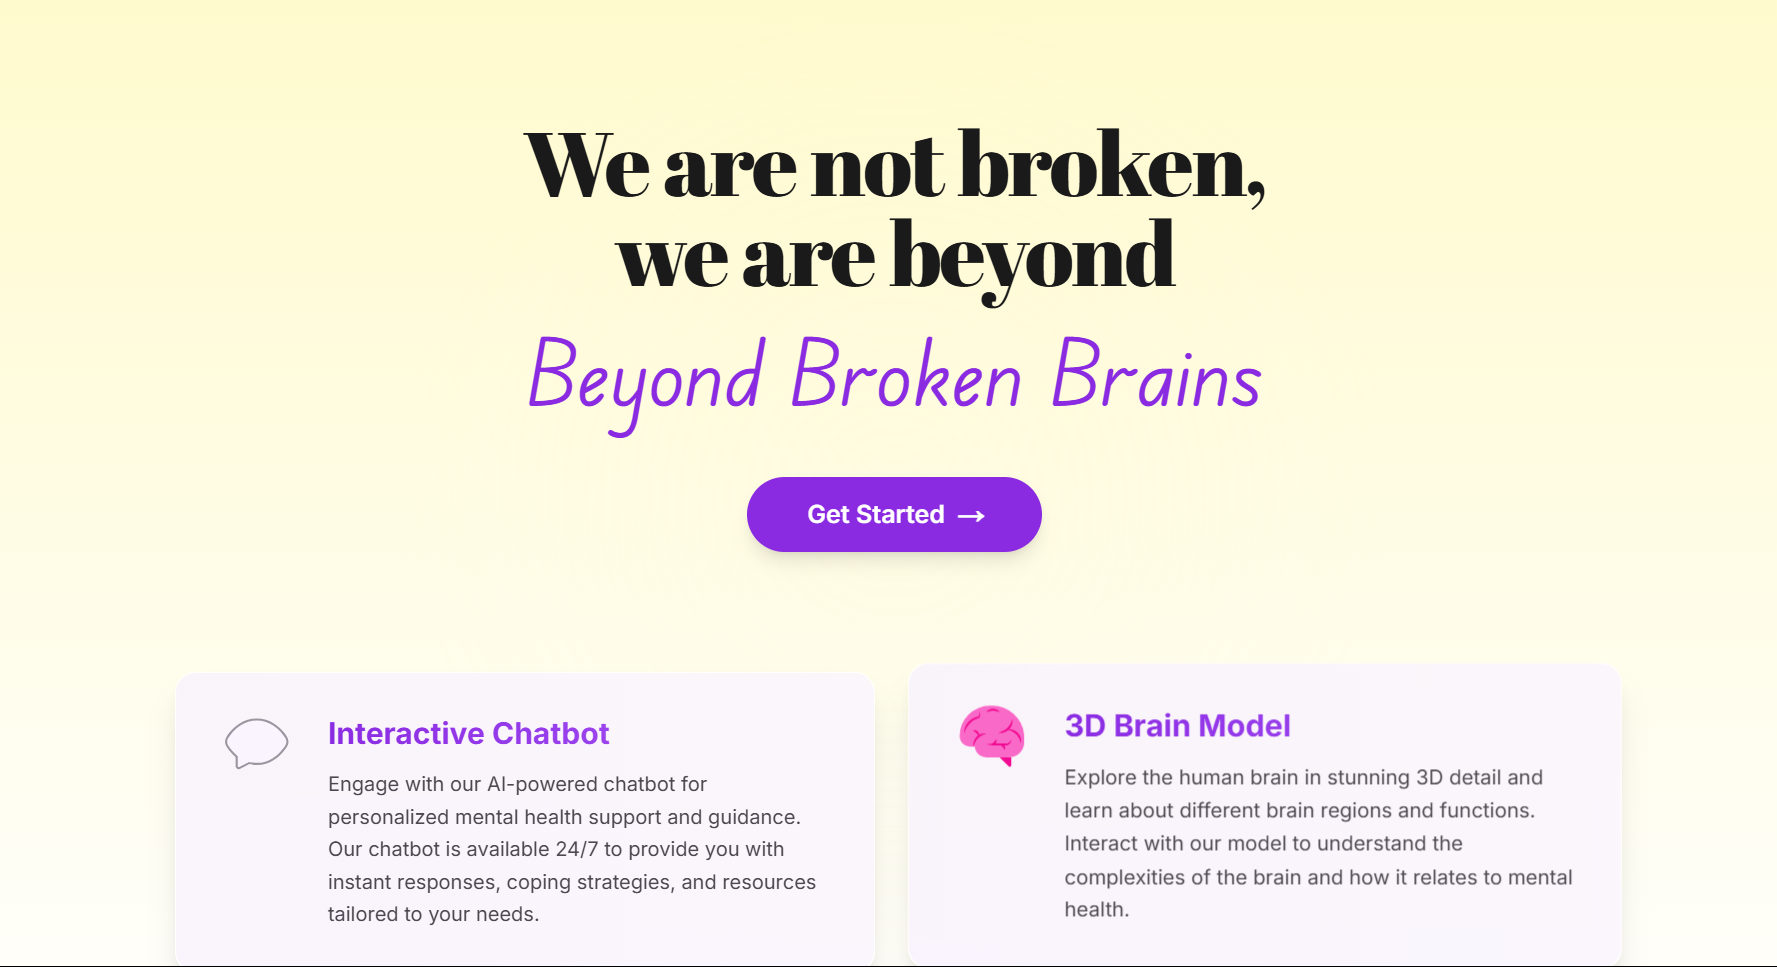 We are not broken,
we are beyond
Beyond Broken Brains
Get Started →
Interactive Chatbot
Engage with our AI-powered chatbot for
personalized mental health support and guidance.
Our chatbot is available 24/7 to provide you with
instant responses, coping strategies, and resources
tailored to your needs.
3D Brain Model
Explore the human brain in stunning 3D detail and
learn about different brain regions and functions.
Interact with our model to understand the
complexities of the brain and how it relates to mental
health.